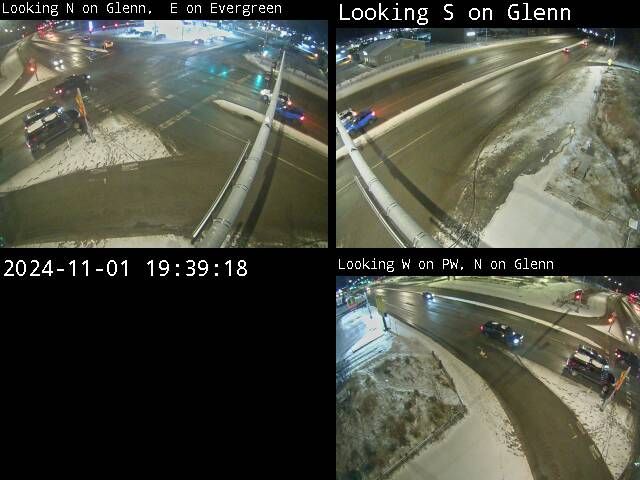 Looking N on Glenn, E on Evergreen
Looking S on Glenn
2024-11-01 19:39:18
Looking W on PW, N on Glenn